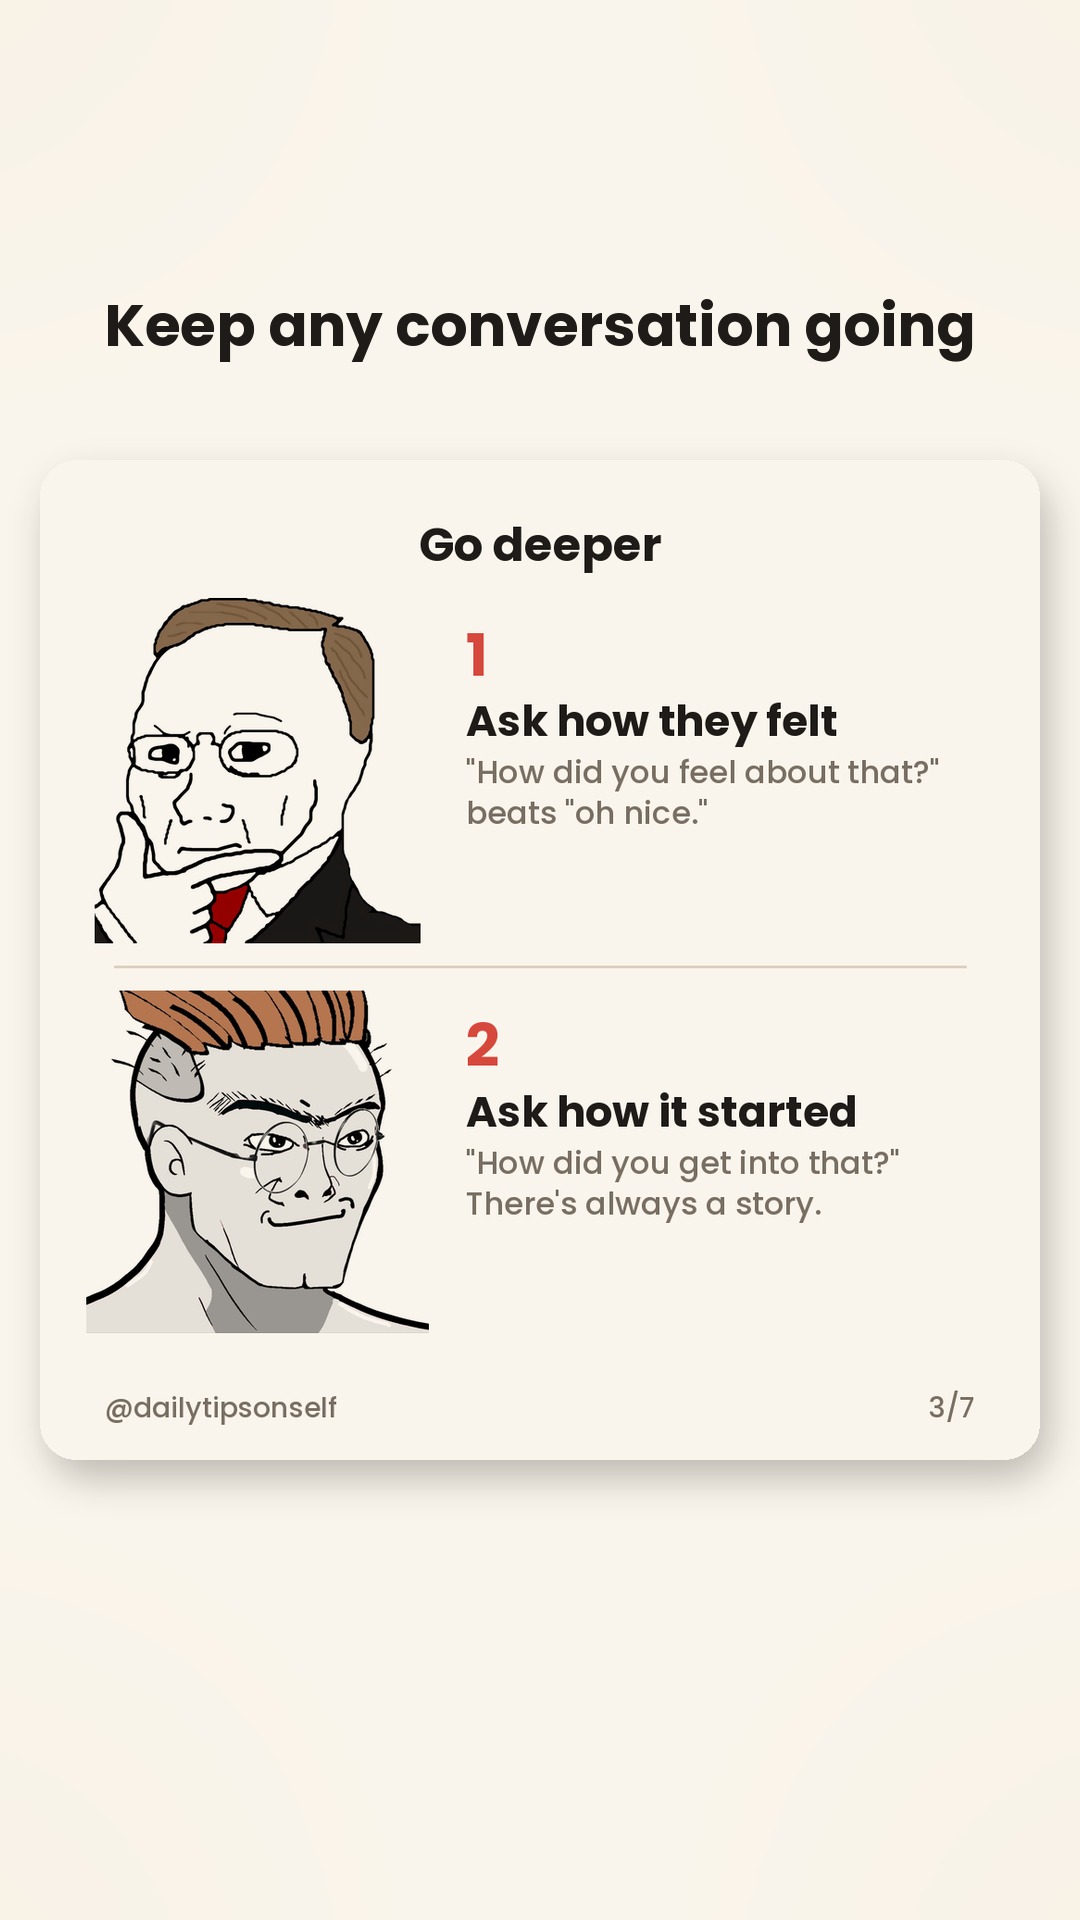 Keep any conversation going
Go deeper
1
Ask how they felt
"How did you feel about that?"
beats "oh nice."
2
Ask how it started
"How did you get into that?"
There's always a story.
@dailytipsonself
3/7